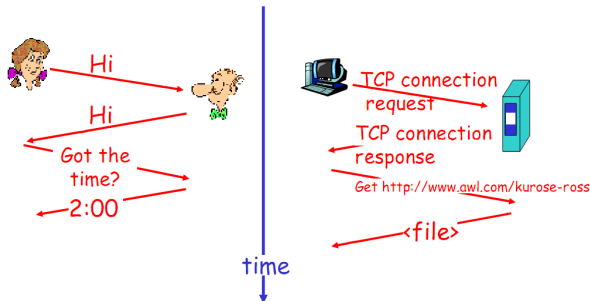 Hi
Hi
Got the
time?
2:00
TCP connection
request
TCP connection
response
Get http://www.awl.com/kurose-ross
<file>
time